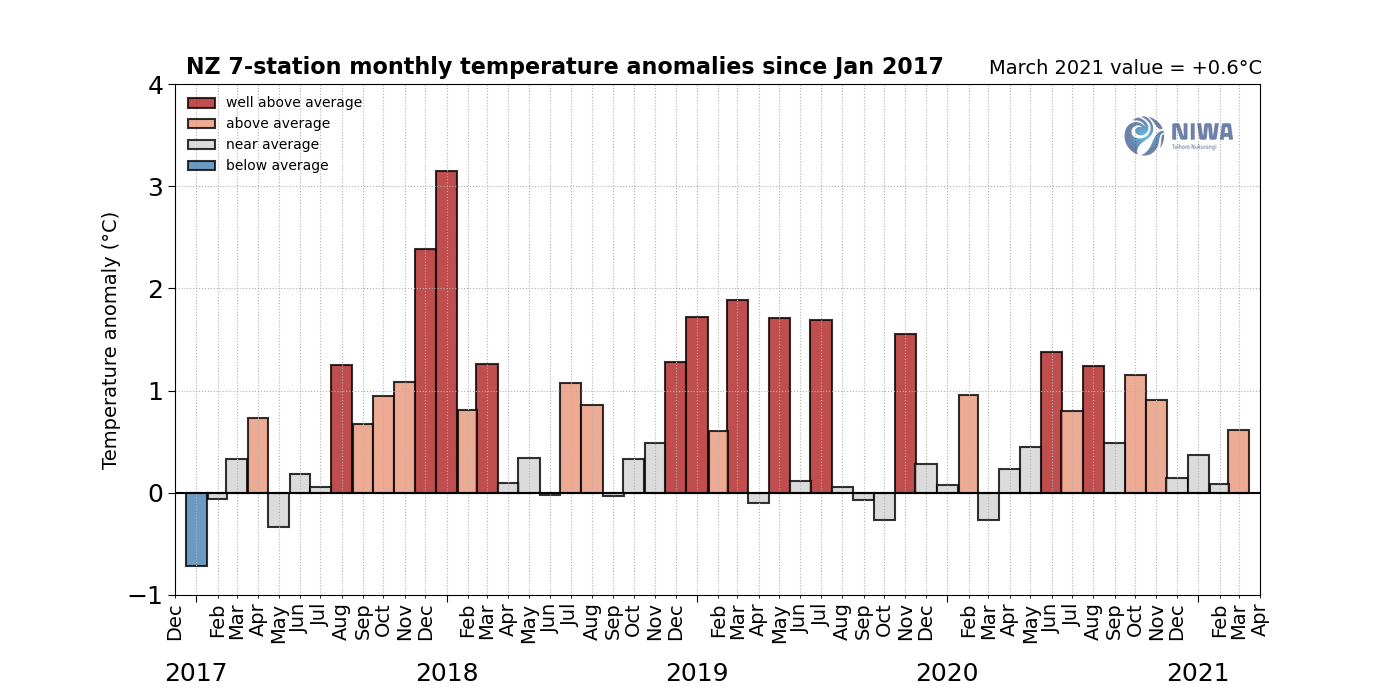 NZ 7-station monthly temperature anomalies since Jan 2017
March 2021 value = +0.6°C
well above average
above average
near average
below average
NIWA
Taihoro Nukurangi
Temperature anomaly (°C)
4
3
2
1
0
−1
Dec Feb Mar Apr May Jun Jul Aug Sep Oct Nov Dec Feb Mar Apr May Jun Jul Aug Sep Oct Nov Dec Feb Mar Apr May Jun Jul Aug Sep Oct Nov Dec Feb Mar Apr May Jun Jul Aug Sep Oct Nov Dec Feb Mar Apr
2017 2018 2019 2020 2021